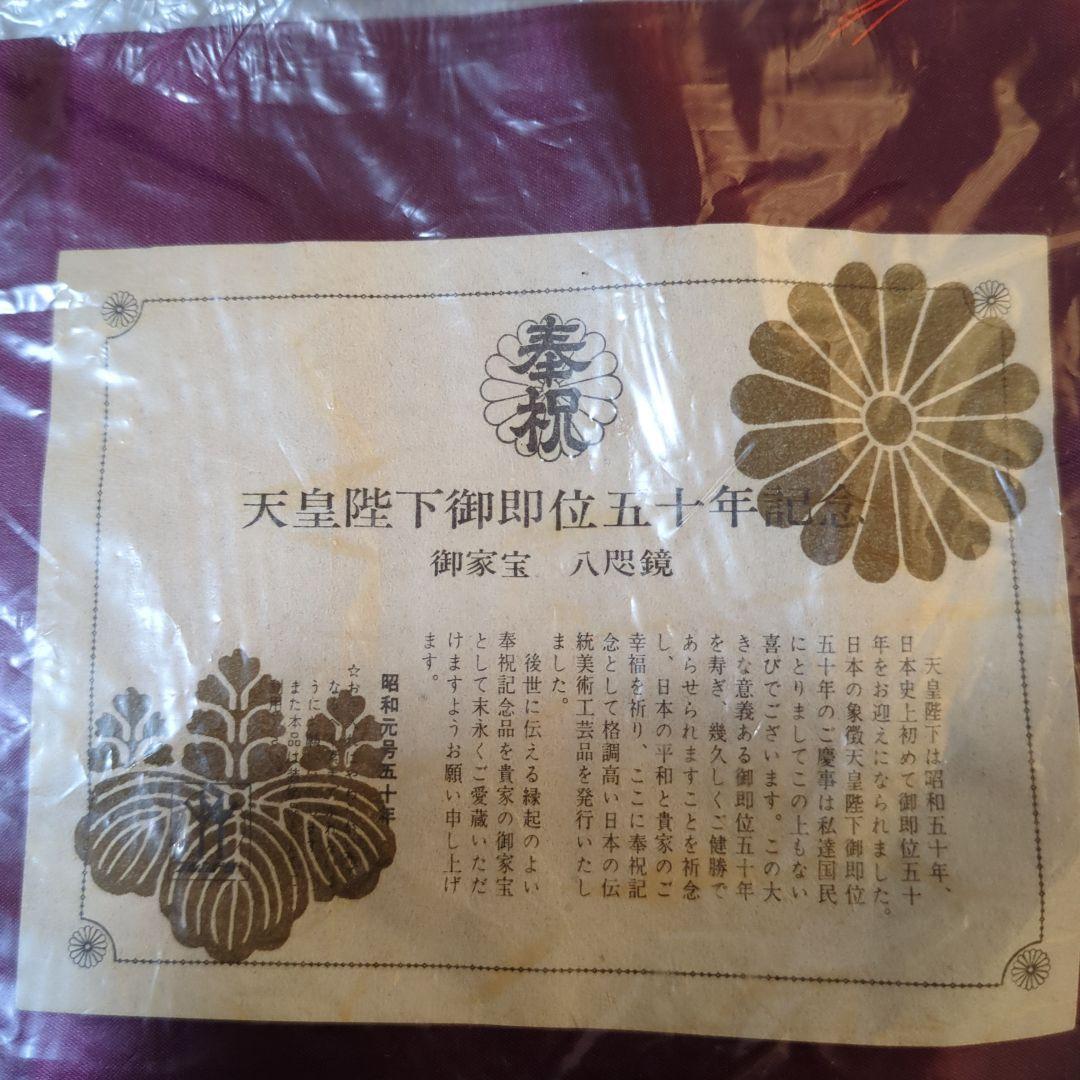 奉祝
天皇陛下御即位五十年記念
御家宝　八咫鏡
天皇陛下は昭和五十年、
日本史上初めて御即位五十
年をお迎えになられました。
日本の象徴天皇陛下御即位
五十年のご慶事は私達国民
にとりましてこの上もない
喜びでございます。この大
きな意義ある御即位五十年
を寿ぎ、幾久しくご健勝で
あらせられますことを祈念
し、日本の平和と貴家のご
幸福を祈り、ここに奉祝記
念として格調高い日本の伝
統美術工芸品を発行いたし
ました。
後世に伝える縁起のよい
奉祝記念品を貴家の御家宝
として末永くご愛蔵いただ
けますようお願い申し上げ
ます。
昭和元号五十年
☆お
な
う
また本品は